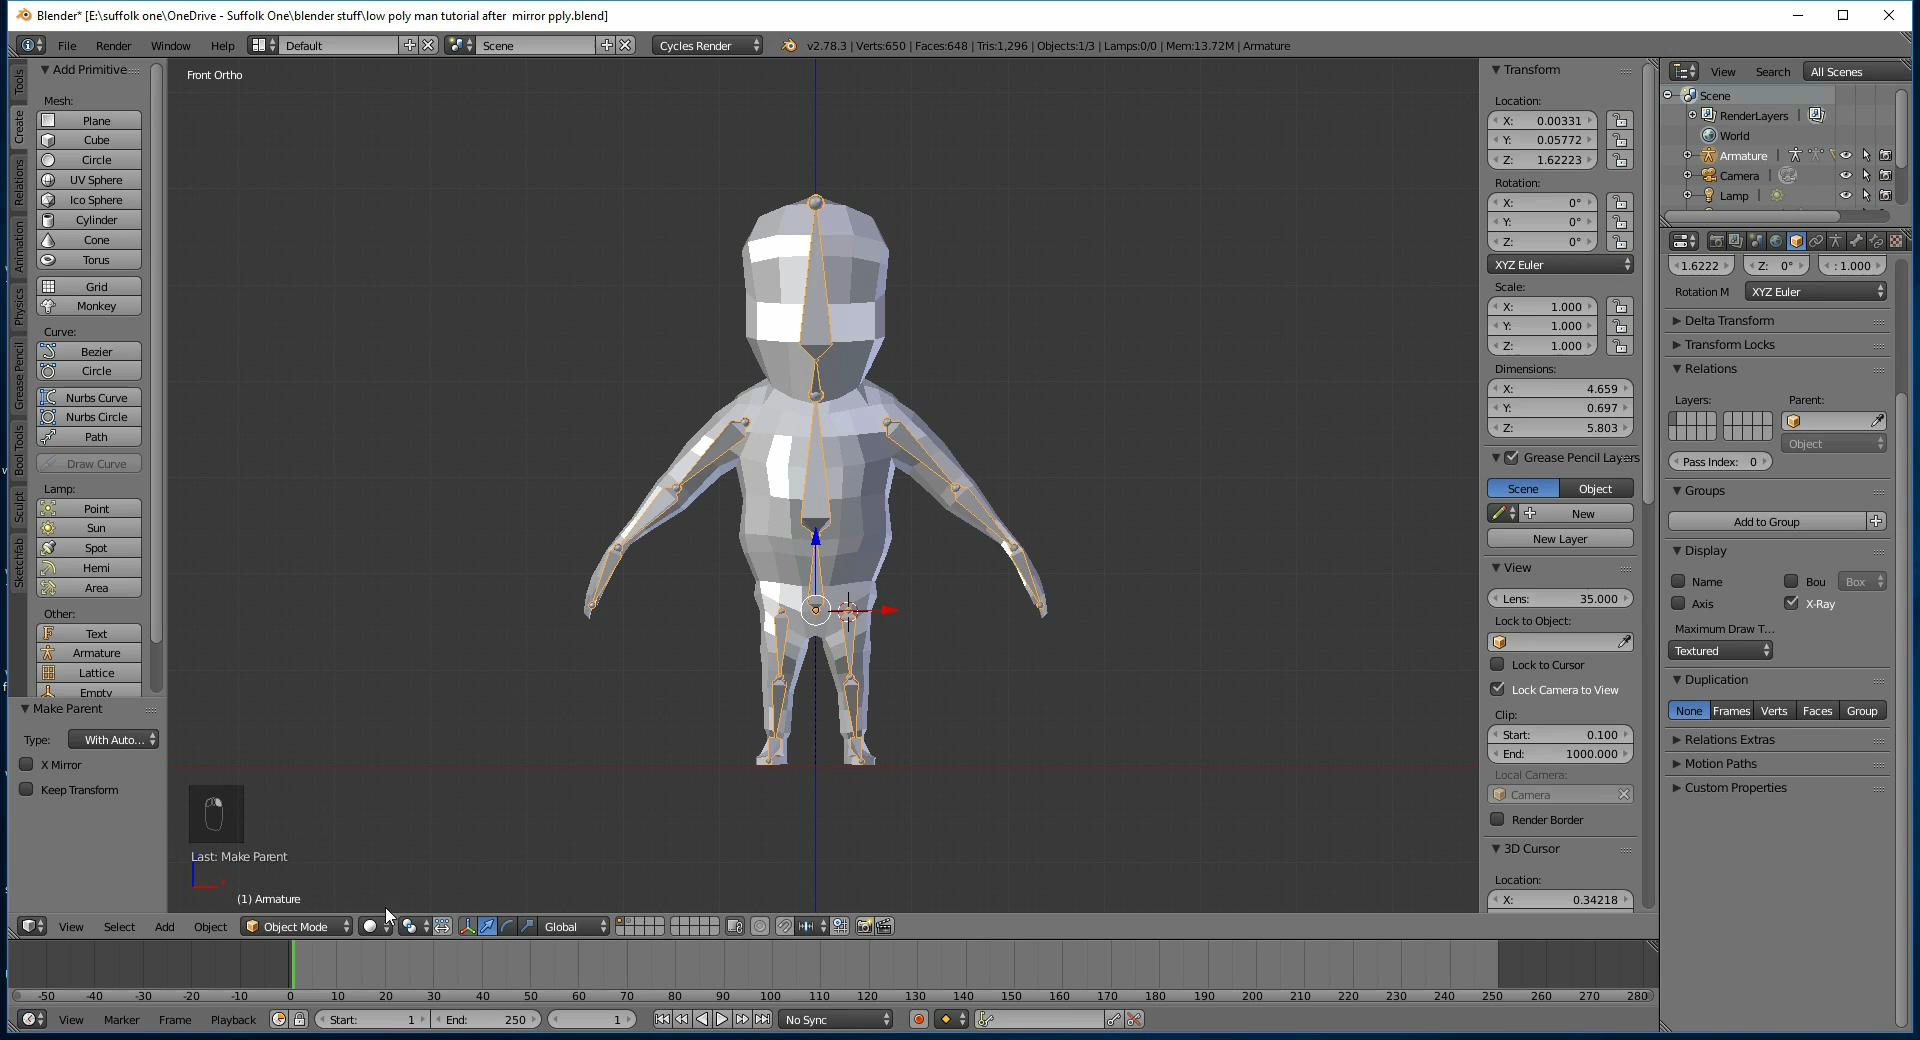 Blender* [E:\suffolk one\OneDrive - Suffolk One\blender stuff\low poly man tutorial after  mirror pply.blend]
File Render Window Help Default Scene Cycles Render v2.78.3 | Verts:650 | Faces:648 | Tris:1,296 | Objects:1/3 | Lamps:0/0 | Mem:13.72M | Armature
Tools
Create
Relations
Animation
Physics
Grease Pencil
Bool Tools
Sculpt
Sketchfab
Add Primitive
Mesh:
Plane
Cube
Circle
UV Sphere
Ico Sphere
Cylinder
Cone
Torus
Grid
Monkey
Curve:
Bezier
Circle
Nurbs Curve
Nurbs Circle
Path
Draw Curve
Lamp:
Point
Sun
Spot
Hemi
Area
Other:
Text
Armature
Lattice
Empty
Make Parent
Type: With Auto...
X Mirror
Keep Transform
Front Ortho
Last: Make Parent
(1) Armature
Transform
Location:
X: 0.00331
Y: 0.05772
Z: 1.62223
Rotation:
X: 0°
Y: 0°
Z: 0°
XYZ Euler
Scale:
X: 1.000
Y: 1.000
Z: 1.000
Dimensions:
X: 4.659
Y: 0.697
Z: 5.803
Grease Pencil Layers
Scene Object
New
New Layer
View
Lens: 35.000
Lock to Object:
Lock to Cursor
Lock Camera to View
Clip:
Start: 0.100
End: 1000.000
Local Camera:
Camera
Render Border
3D Cursor
Location:
X: 0.34218
View Search All Scenes
Scene
RenderLayers
World
Armature
Camera
Lamp
1.6222 Z: 0° : 1.000
Rotation M XYZ Euler
Delta Transform
Transform Locks
Relations
Layers: Parent:
Object
Pass Index: 0
Groups
Add to Group
Display
Name Bou Box
Axis X-Ray
Maximum Draw T...
Textured
Duplication
None Frames Verts Faces Group
Relations Extras
Motion Paths
Custom Properties
View Select Add Object Object Mode Global
-50 -40 -30 -20 -10 0 10 20 30 40 50 60 70 80 90 100 110 120 130 140 150 160 170 180 190 200 210 220 230 240 250 260 270 280
View Marker Frame Playback Start: 1 End: 250 1 No Sync